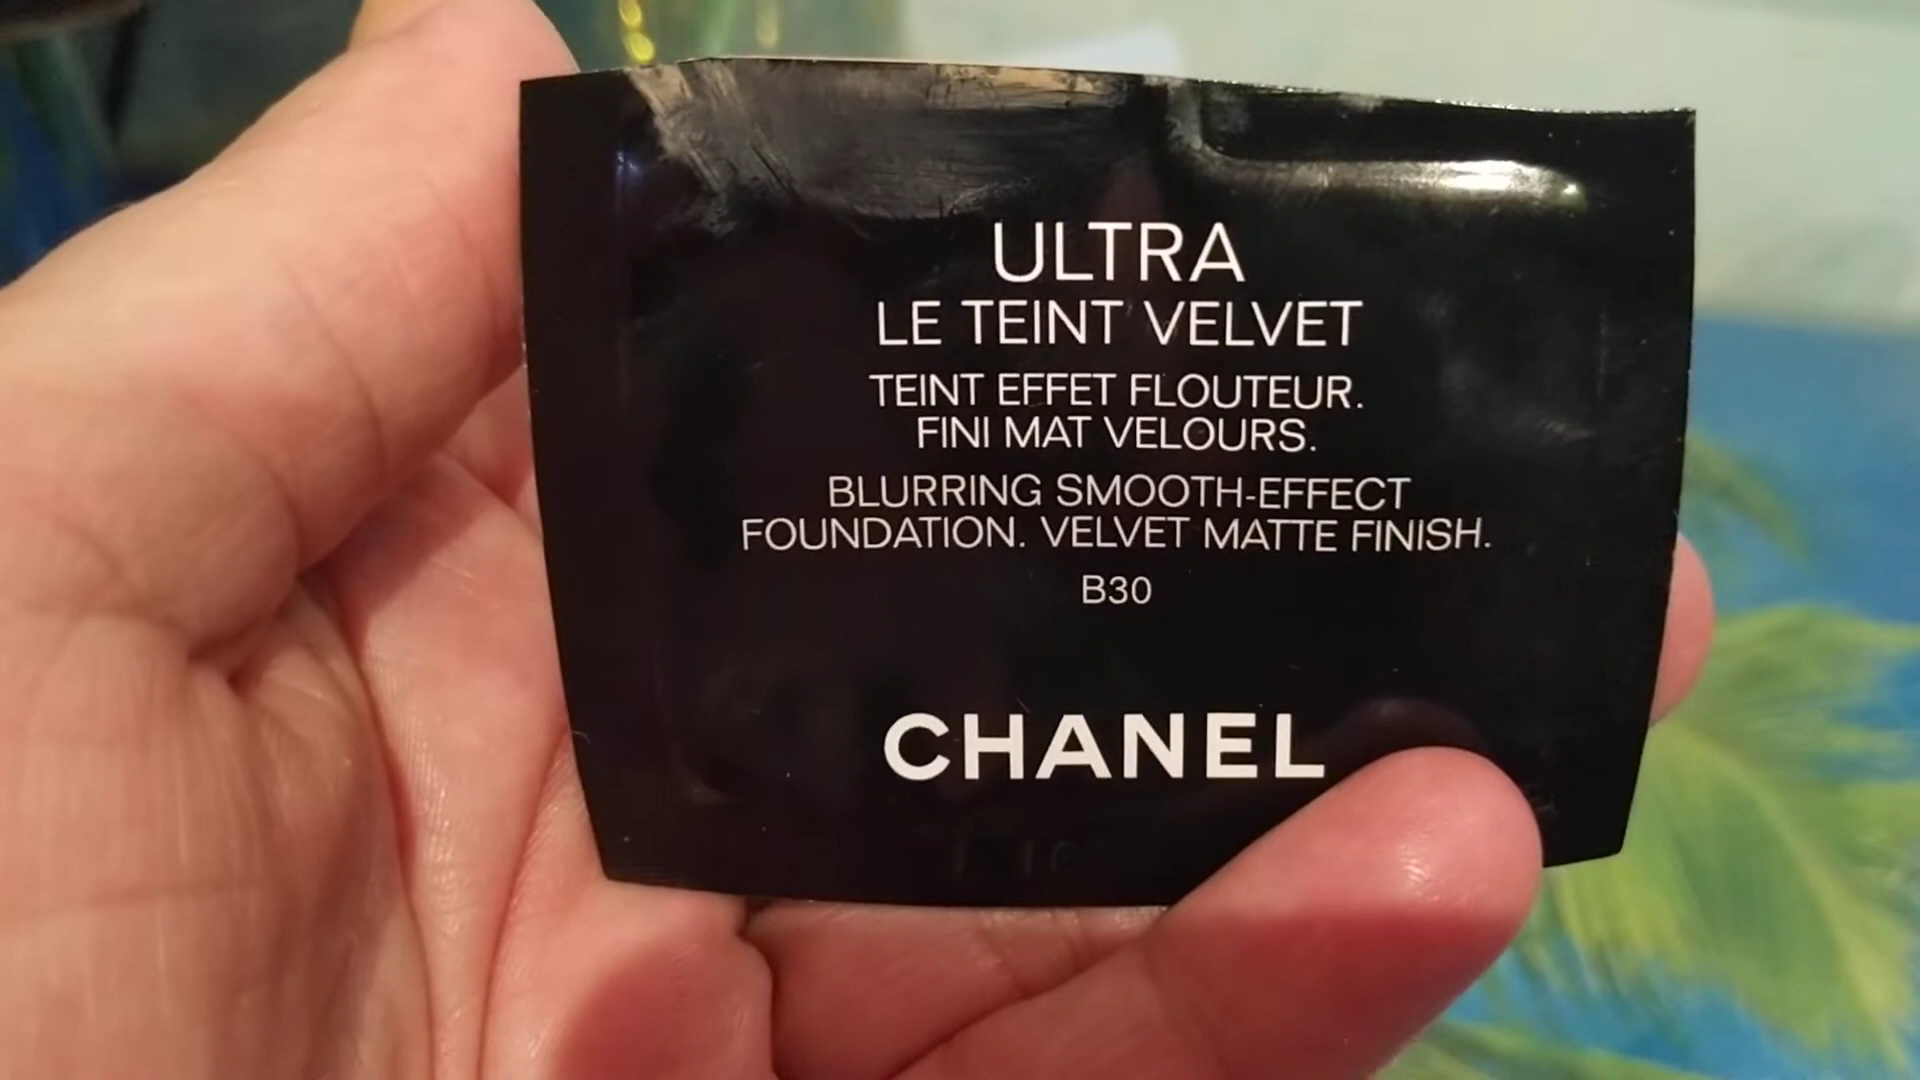 ULTRA
LE TEINT VELVET
TEINT EFFET FLOUTEUR.
FINI MAT VELOURS.
BLURRING SMOOTH-EFFECT
FOUNDATION. VELVET MATTE FINISH.
B30
CHANEL